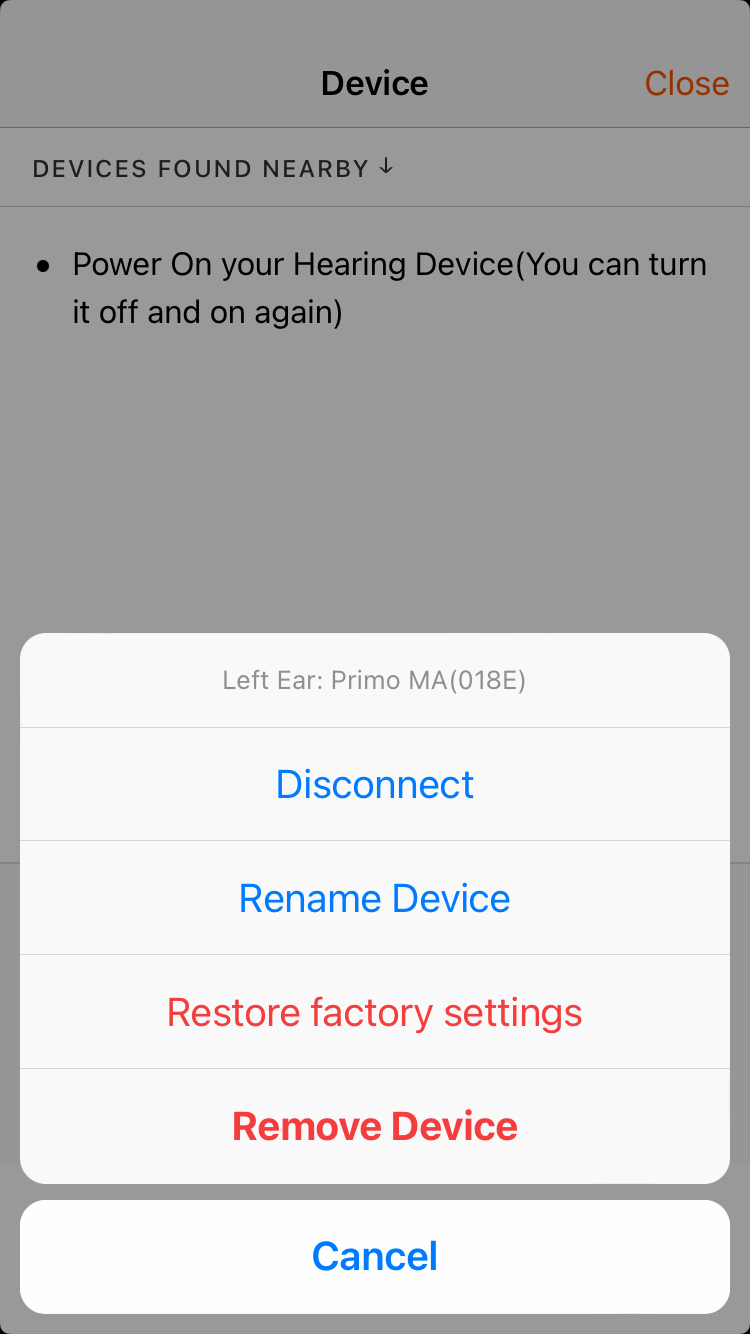 Device
Close
DEVICES FOUND NEARBY ↓
• Power On your Hearing Device(You can turn
it off and on again)
Left Ear: Primo MA(018E)
Disconnect
Rename Device
Restore factory settings
Remove Device
Cancel